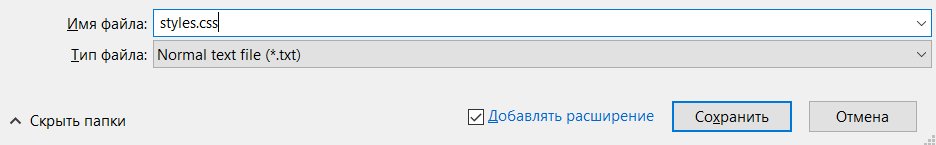 Имя файла: styles.css
Тип файла: Normal text file (*.txt)
Скрыть папки Добавлять расширение Сохранить Отмена